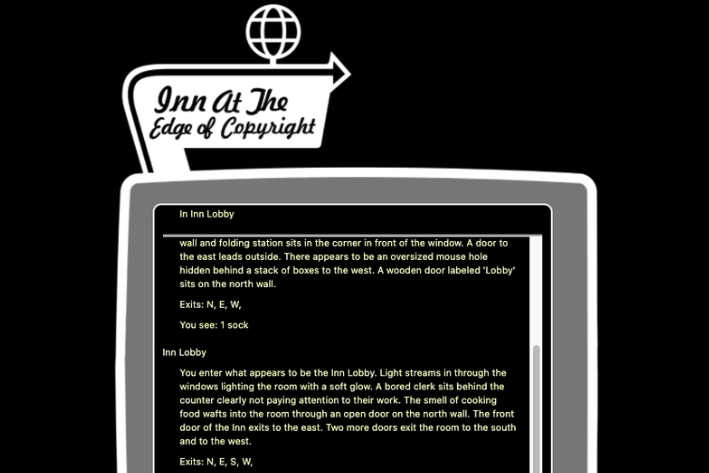 Inn At The
Edge of Copyright
In Inn Lobby
wall and folding station sits in the corner in front of the window. A door to
the east leads outside. There appears to be an oversized mouse hole
hidden behind a stack of boxes to the west. A wooden door labeled 'Lobby'
sits on the north wall.
Exits: N, E, W,
You see: 1 sock
Inn Lobby
You enter what appears to be the Inn Lobby. Light streams in through the
windows lighting the room with a soft glow. A bored clerk sits behind the
counter clearly not paying attention to their work. The smell of cooking
food wafts into the room through an open door on the north wall. The front
door of the Inn exits to the east. Two more doors exit the room to the south
and to the west.
Exits: N, E, S, W,